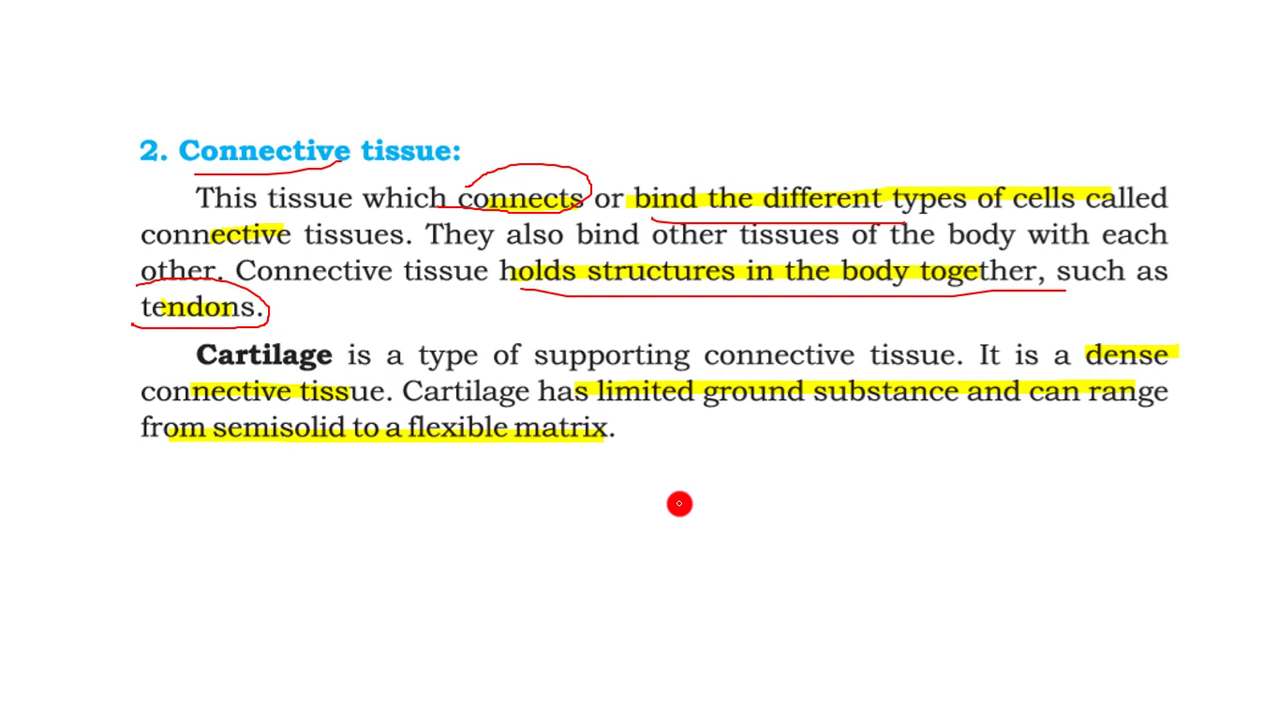 2. Connective tissue:
This tissue which connects or bind the different types of cells called
connective tissues. They also bind other tissues of the body with each
other. Connective tissue holds structures in the body together, such as
tendons.
Cartilage is a type of supporting connective tissue. It is a dense
connective tissue. Cartilage has limited ground substance and can range
from semisolid to a flexible matrix.